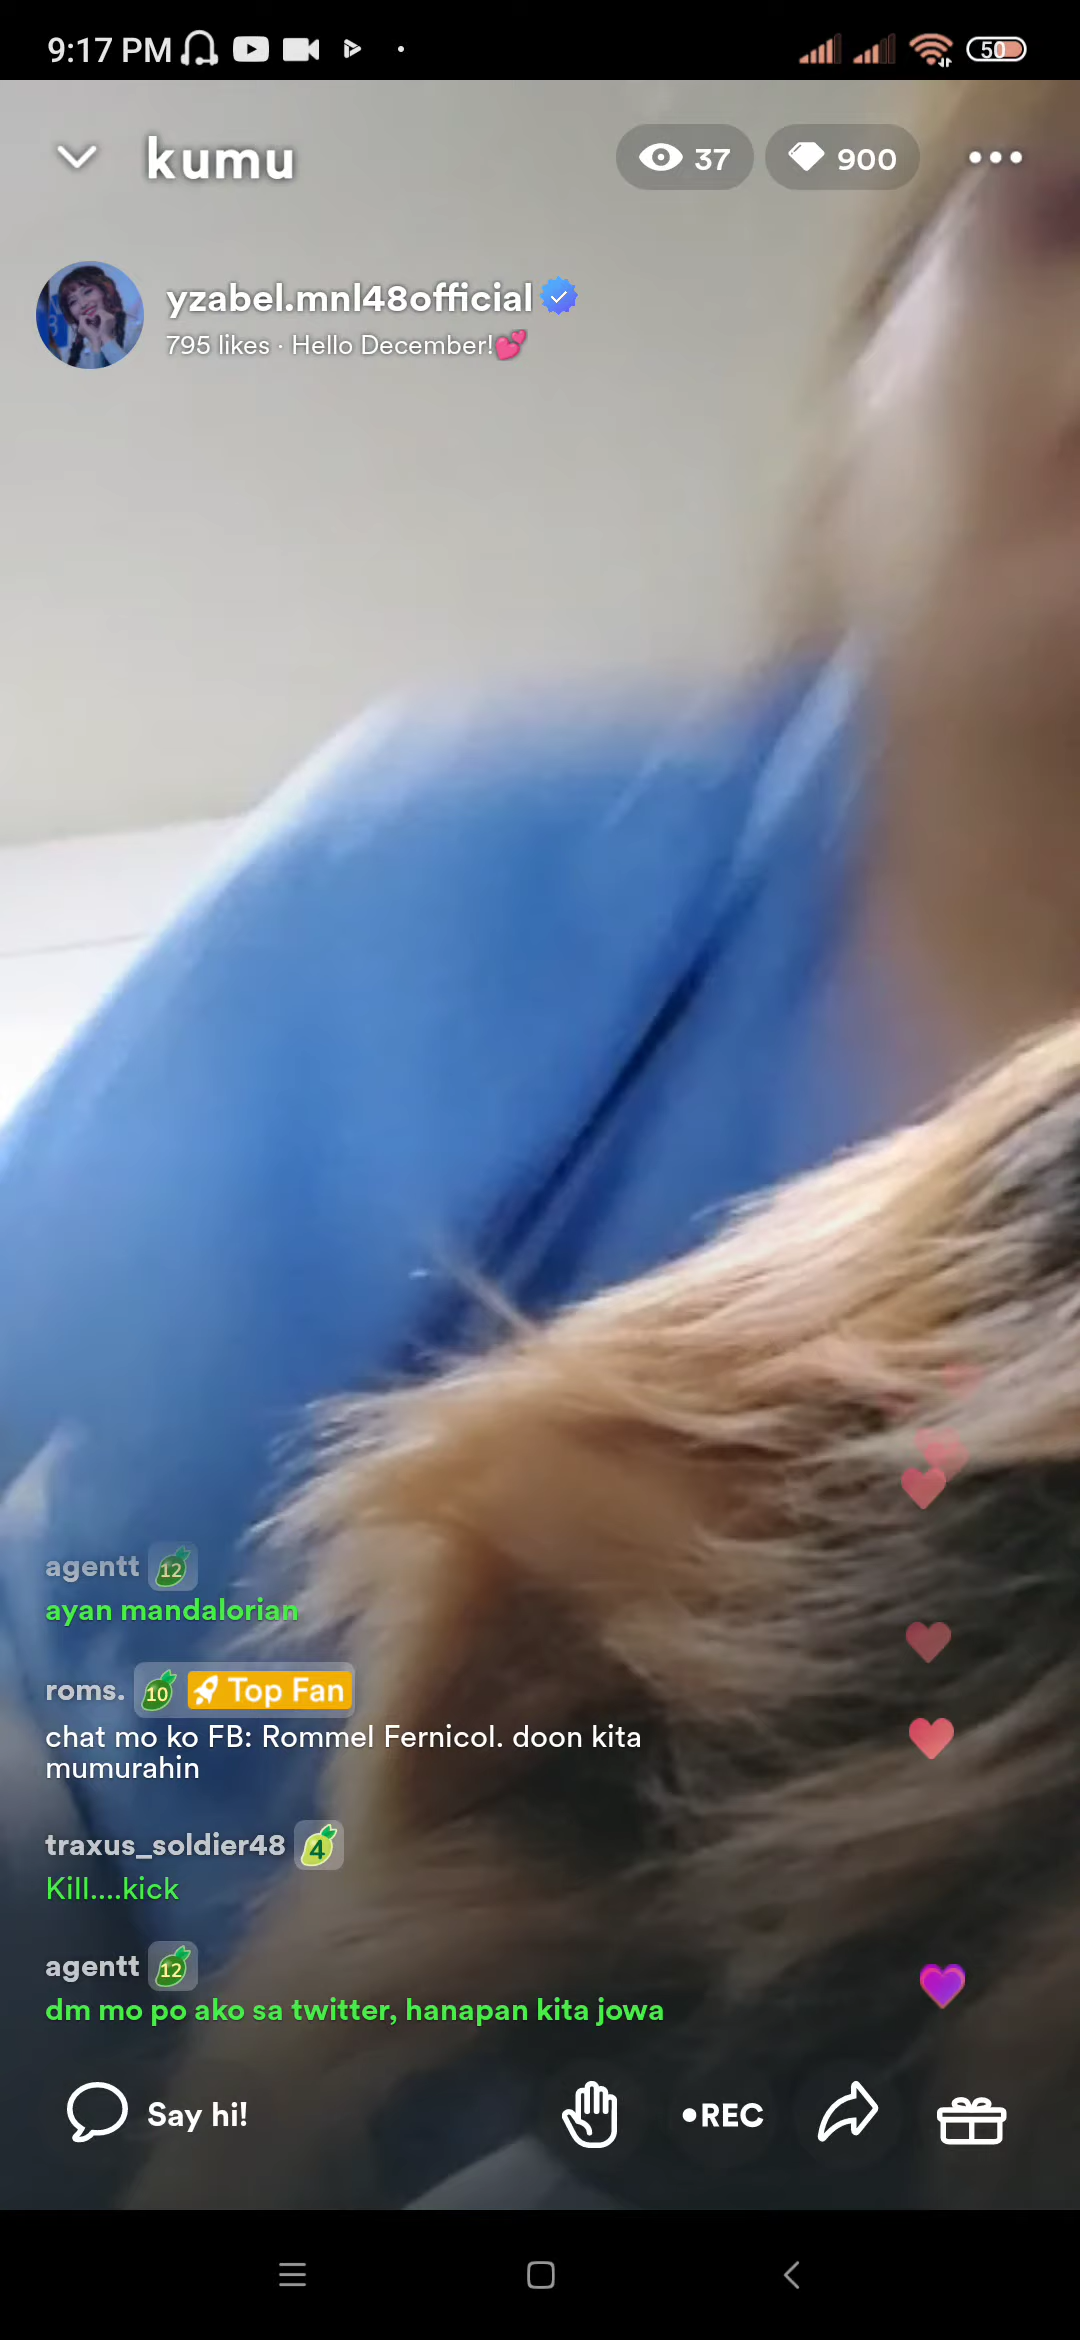 9:17 PM
50
kumu
37
900
yzabel.mnl48official
795 likes · Hello December!💕
agentt 12
ayan mandalorian
roms. 10 Top Fan
chat mo ko FB: Rommel Fernicol. doon kita
mumurahin
traxus_soldier48 4
Kill....kick
agentt 12
dm mo po ako sa twitter, hanapan kita jowa
Say hi!
•REC